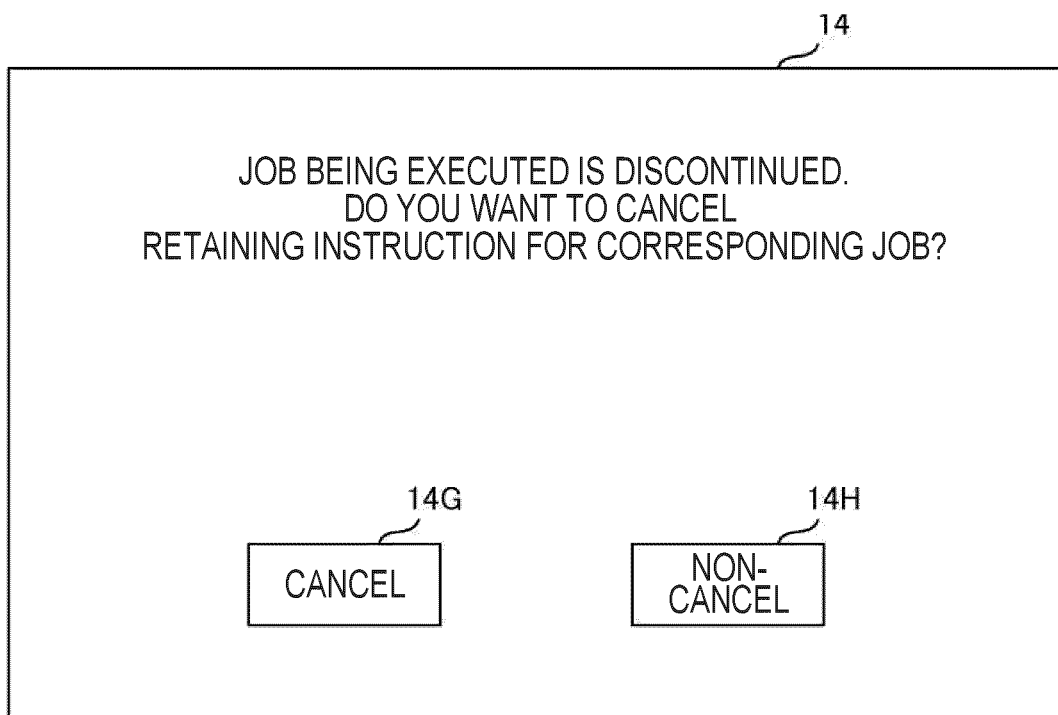 14
JOB BEING EXECUTED IS DISCONTINUED.
DO YOU WANT TO CANCEL
RETAINING INSTRUCTION FOR CORRESPONDING JOB?
14G
14H
CANCEL
NON-
CANCEL